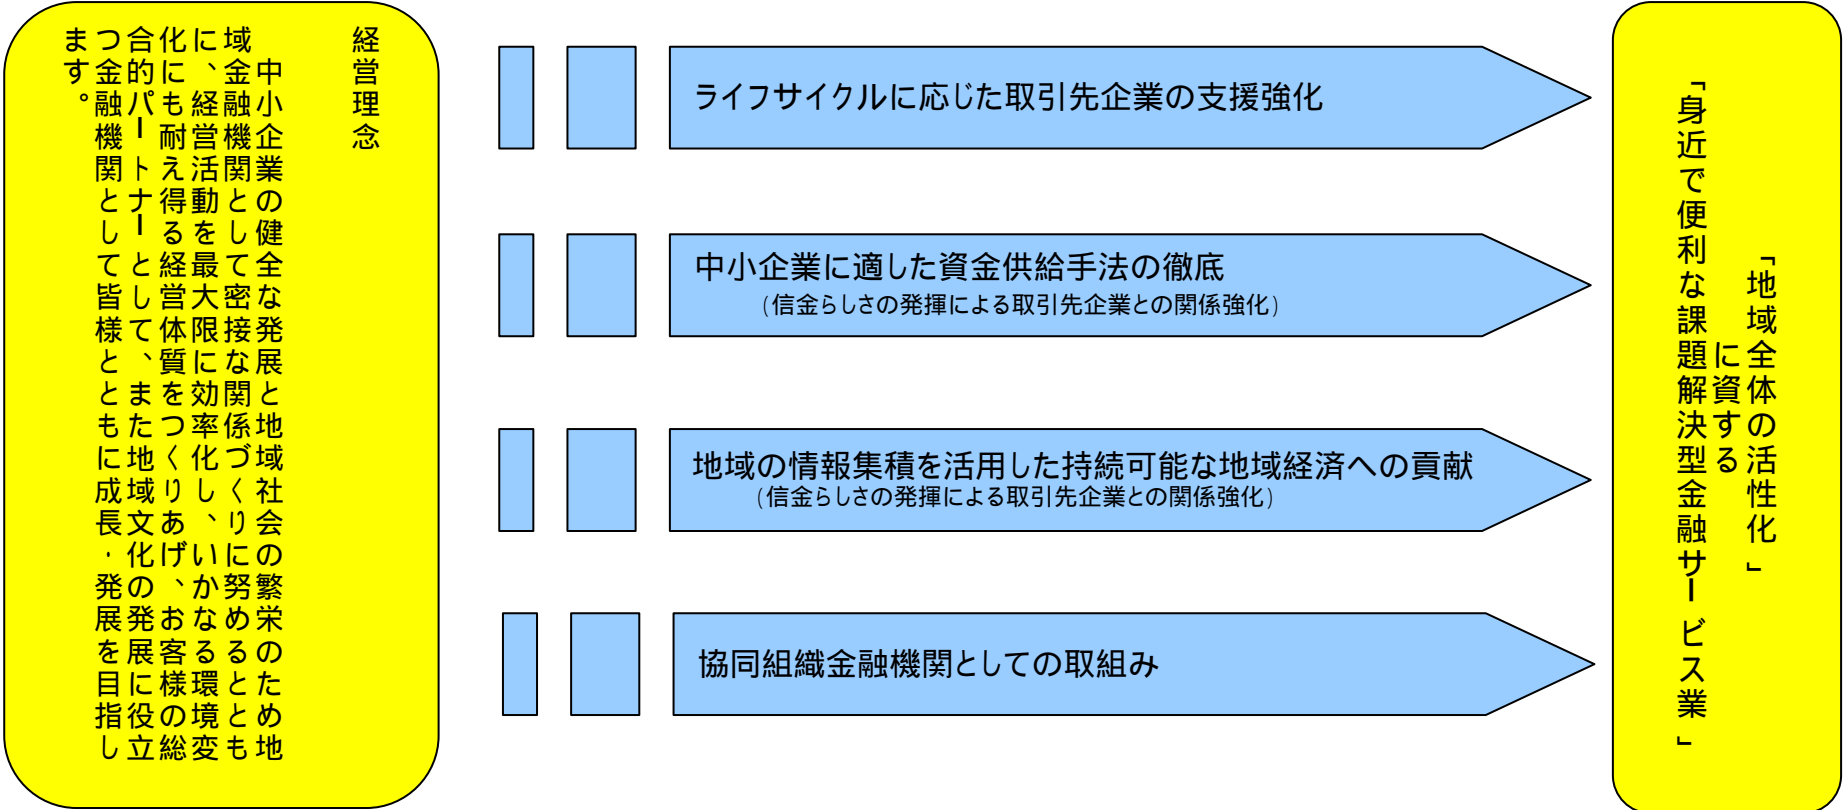 経営理念
中小企業の健全な発展と地域社会の繁栄のため地
域金融機関として密接な関係づくりに努めるととも
に、経営活動を最大限に効率化し、いかなる環境変
化にも耐え得る経営体質をつくりあげ、お客様の総
合的パートナーとして、また地域文化の発展に役立
つ金融機関として皆様とともに成長・発展を目指し
ます。
ライフサイクルに応じた取引先企業の支援強化
中小企業に適した資金供給手法の徹底
(信金らしさの発揮による取引先企業との関係強化)
地域の情報集積を活用した持続可能な地域経済への貢献
(信金らしさの発揮による取引先企業との関係強化)
協同組織金融機関としての取組み
「地域全体の活性化」
に資する
「身近で便利な課題解決型金融サービス業」